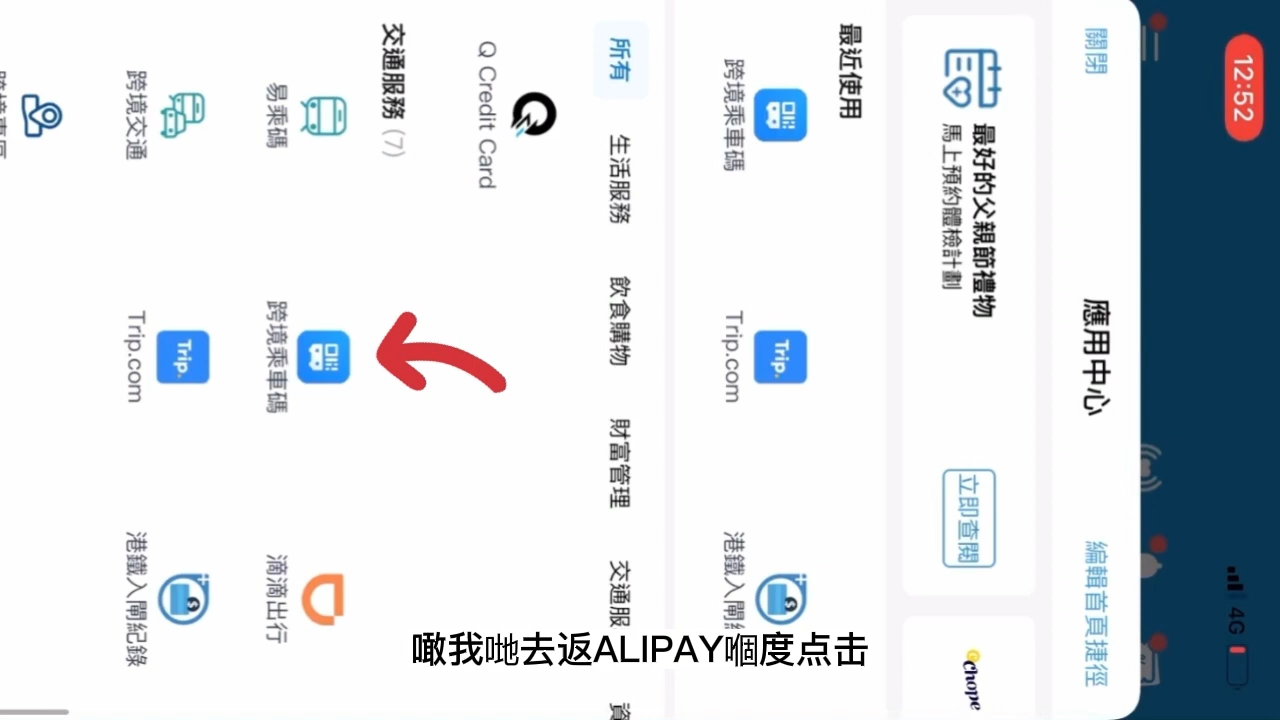 12:52
4G
關閉
應用中心
編輯首頁捷徑
最好的父親節禮物
馬上預約體檢計劃
立即查閱
chope
最近使用
跨境乘車碼
Trip.
Trip.com
港鐵入閘
所有
生活服務
飲食購物
財富管理
交通服
資
Q Credit Card
交通服務 (7)
易乘碼
跨境乘車碼
滴滴出行
跨境交通
Trip.
Trip.com
港鐵入閘紀錄
噉我哋去返ALIPAY嗰度点击